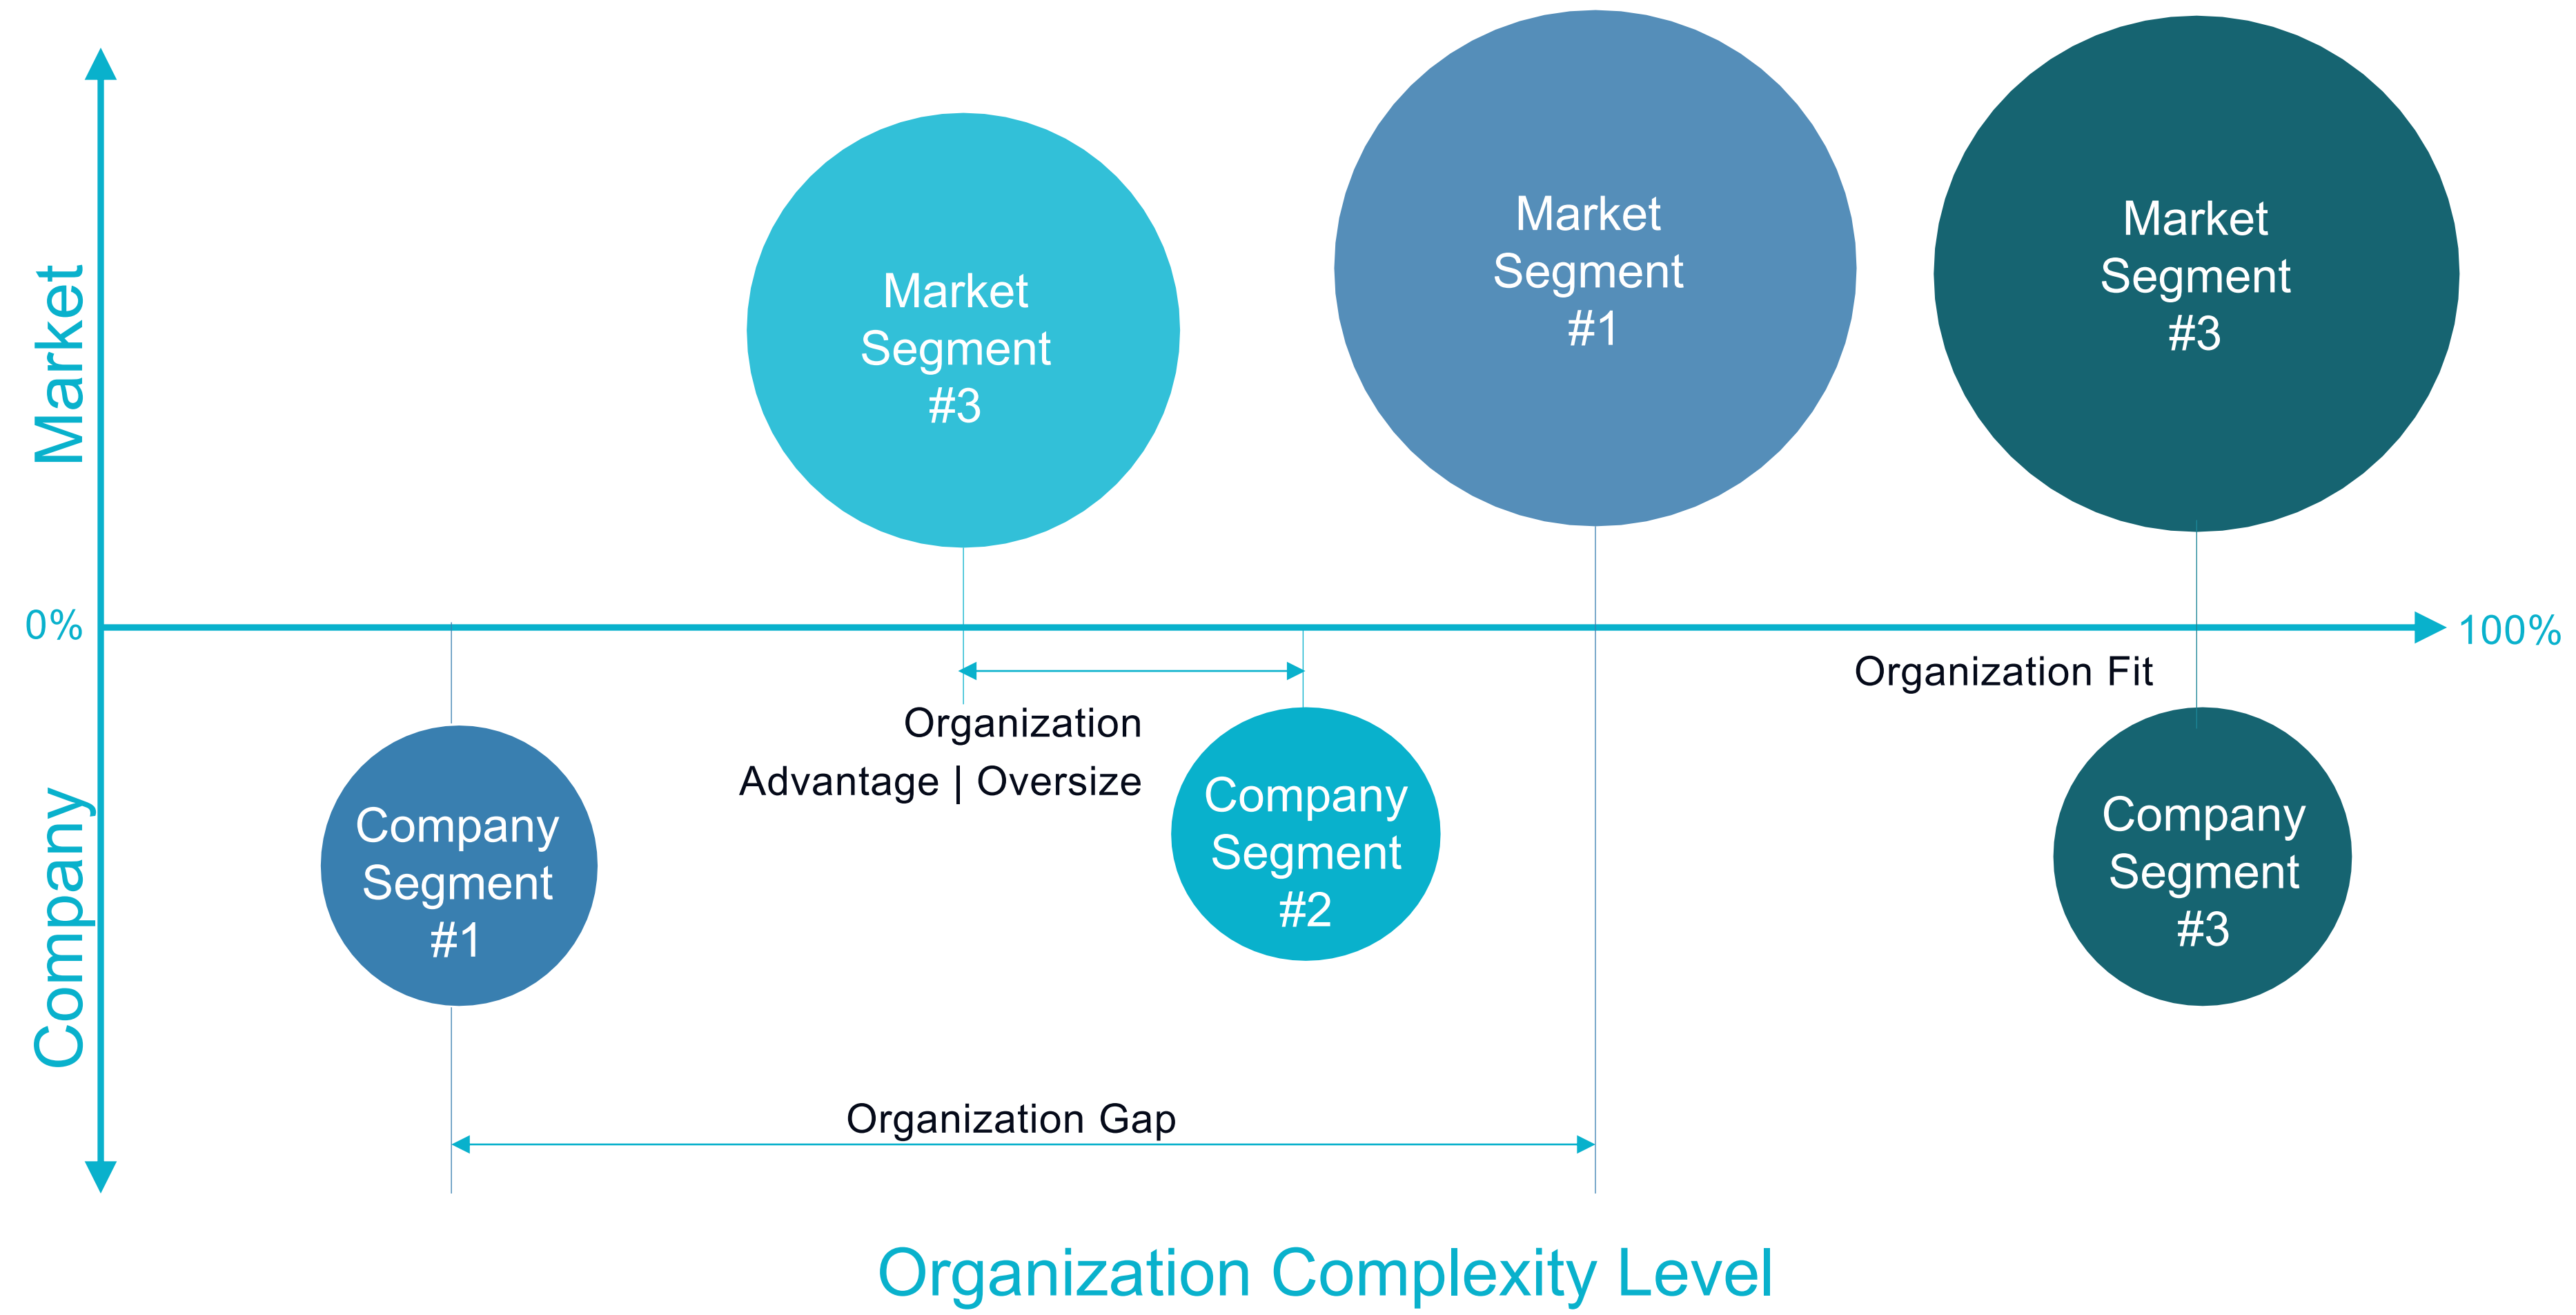 Market
Market
Segment
#3
Market
Segment
#1
Market
Segment
#3
0%
100%
Organization Fit
Organization
Advantage | Oversize
Company
Company
Segment
#1
Company
Segment
#2
Company
Segment
#3
Organization Gap
Organization Complexity Level